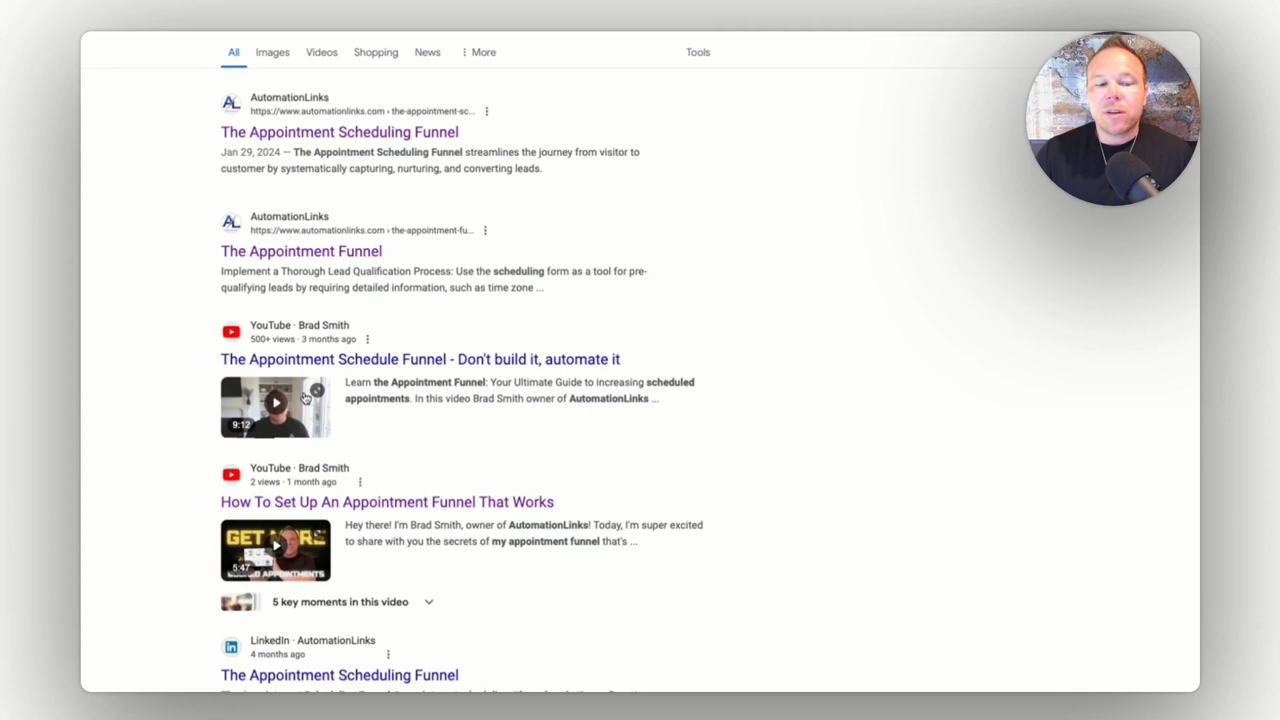 All
Images
Videos
Shopping
News
More
Tools
AutomationLinks
https://www.automationlinks.com › the-appointment-sc...
The Appointment Scheduling Funnel
Jan 29, 2024 — The Appointment Scheduling Funnel streamlines the journey from visitor to
customer by systematically capturing, nurturing, and converting leads.
AutomationLinks
https://www.automationlinks.com › the-appointment-fu...
The Appointment Funnel
Implement a Thorough Lead Qualification Process: Use the scheduling form as a tool for pre-
qualifying leads by requiring detailed information, such as time zone ...
YouTube · Brad Smith
500+ views · 3 months ago
The Appointment Schedule Funnel - Don't build it, automate it
9:12
Learn the Appointment Funnel: Your Ultimate Guide to increasing scheduled
appointments. In this video Brad Smith owner of AutomationLinks ...
YouTube · Brad Smith
2 views · 1 month ago
How To Set Up An Appointment Funnel That Works
GET
5:47
APPOINTMENTS
Hey there! I'm Brad Smith, owner of AutomationLinks! Today, I'm super excited
to share with you the secrets of my appointment funnel that's ...
5 key moments in this video
LinkedIn · AutomationLinks
4 months ago
The Appointment Scheduling Funnel